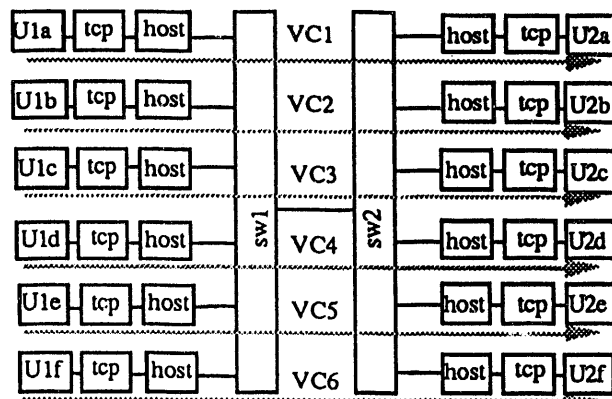 U1a tcp host VC1 host tcp U2a
U1b tcp host VC2 host tcp U2b
U1c tcp host VC3 host tcp U2c
sw1 sw2
U1d tcp host VC4 host tcp U2d
U1e tcp host VC5 host tcp U2e
U1f tcp host VC6 host tcp U2f